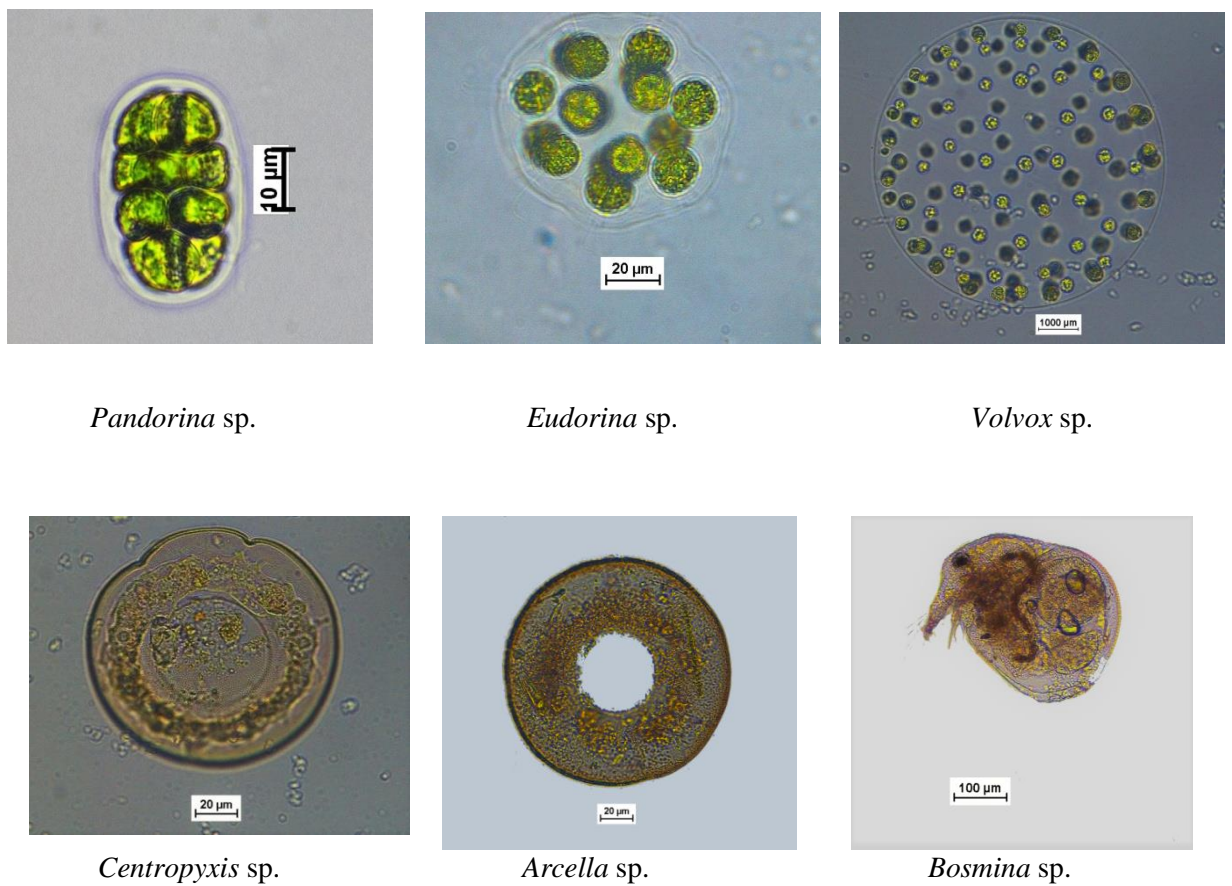 10 µm
20 µm
1000 µm
Pandorina sp.
Eudorina sp.
Volvox sp.
20 µm
20 µm
100 µm
Centropyxis sp.
Arcella sp.
Bosmina sp.